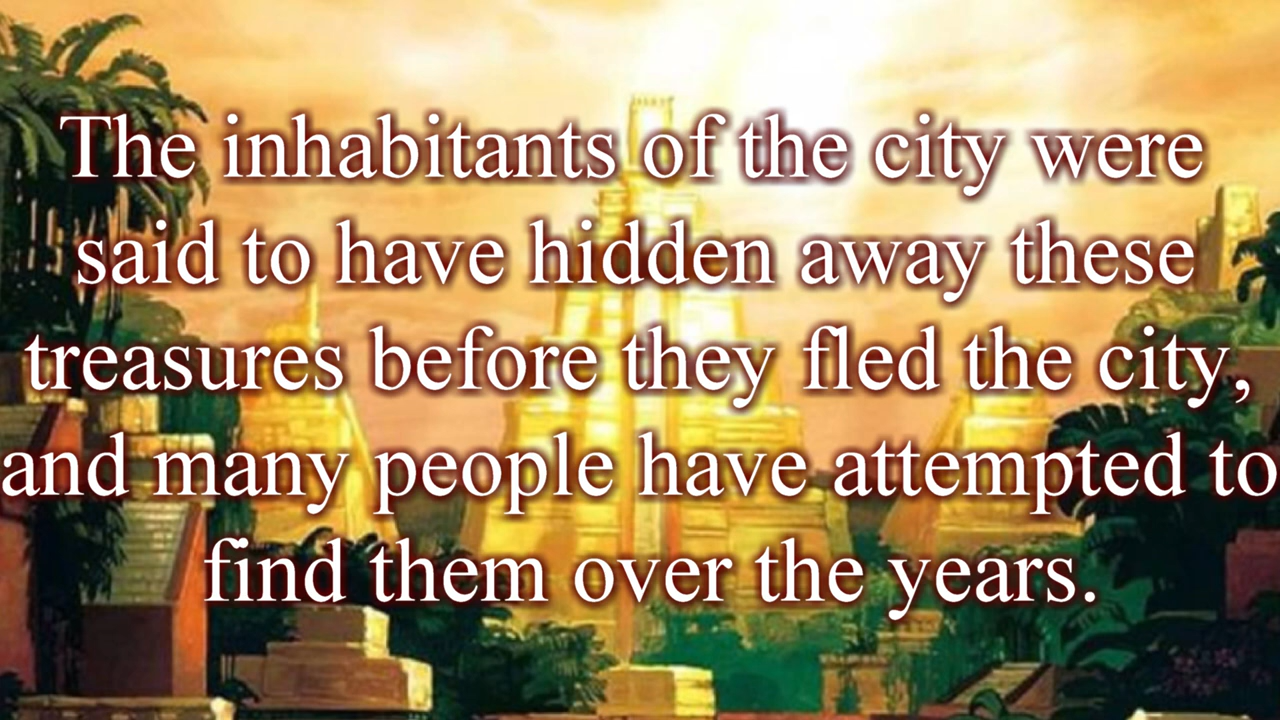 The inhabitants of the city were
said to have hidden away these
treasures before they fled the city,
and many people have attempted to
find them over the years.